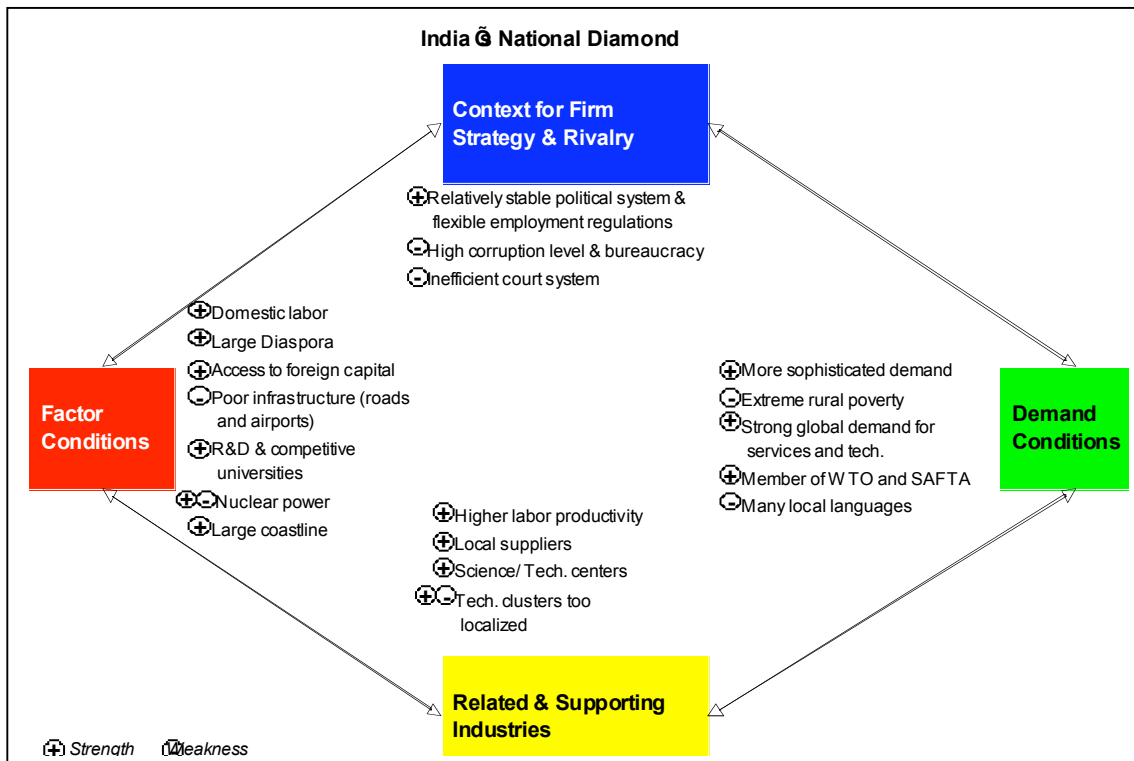 India Õs National Diamond
Context for Firm
Strategy & Rivalry
+Relatively stable political system &
flexible employment regulations
-High corruption level & bureaucracy
-Inefficient court system
+Domestic labor
+Large Diaspora
+Access to foreign capital
-Poor infrastructure (roads
and airports)
+R&D & competitive
universities
+-Nuclear power
+Large coastline
Factor
Conditions
+More sophisticated demand
-Extreme rural poverty
+Strong global demand for
services and tech.
+Member of WTO and SAFTA
-Many local languages
Demand
Conditions
+Higher labor productivity
+Local suppliers
+Science/ Tech. centers
+-Tech. clusters too
localized
Related & Supporting
Industries
+ Strength
Weakness